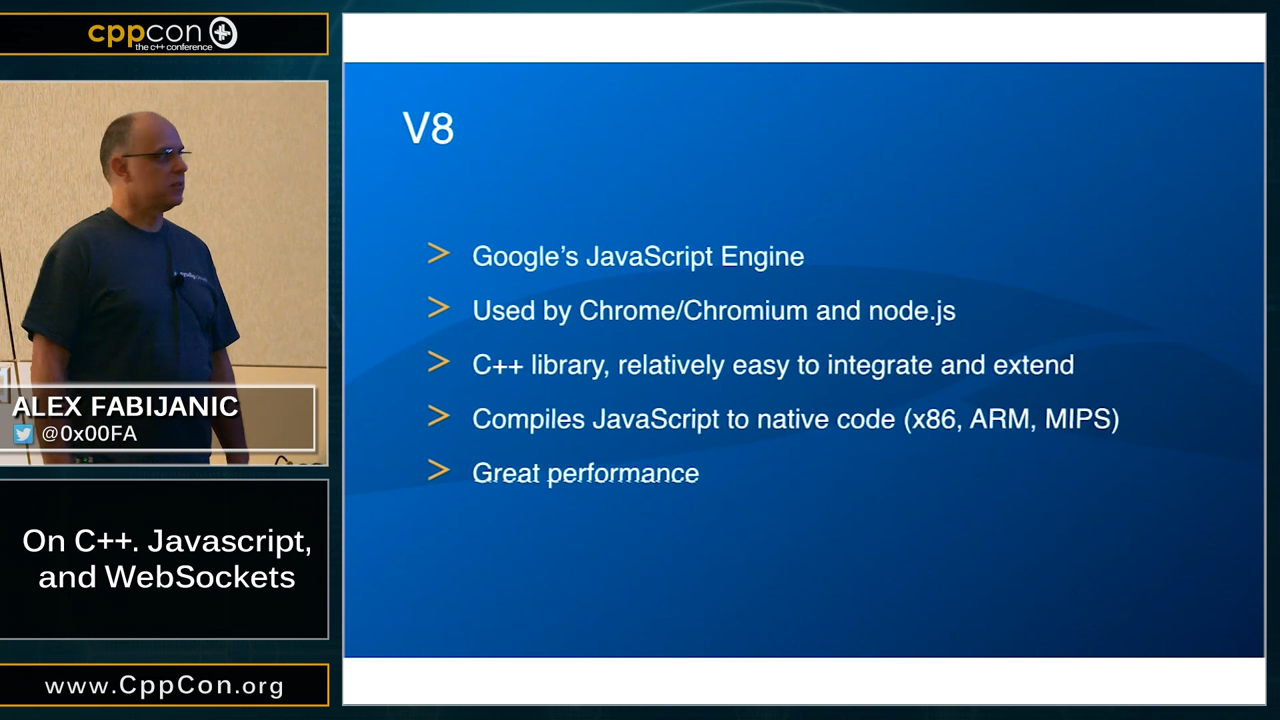 cppcon
the c++ conference
ALEX FABIJANIC
@0x00FA
On C++. Javascript,
and WebSockets
www.CppCon.org
V8
> Google's JavaScript Engine
> Used by Chrome/Chromium and node.js
> C++ library, relatively easy to integrate and extend
> Compiles JavaScript to native code (x86, ARM, MIPS)
> Great performance